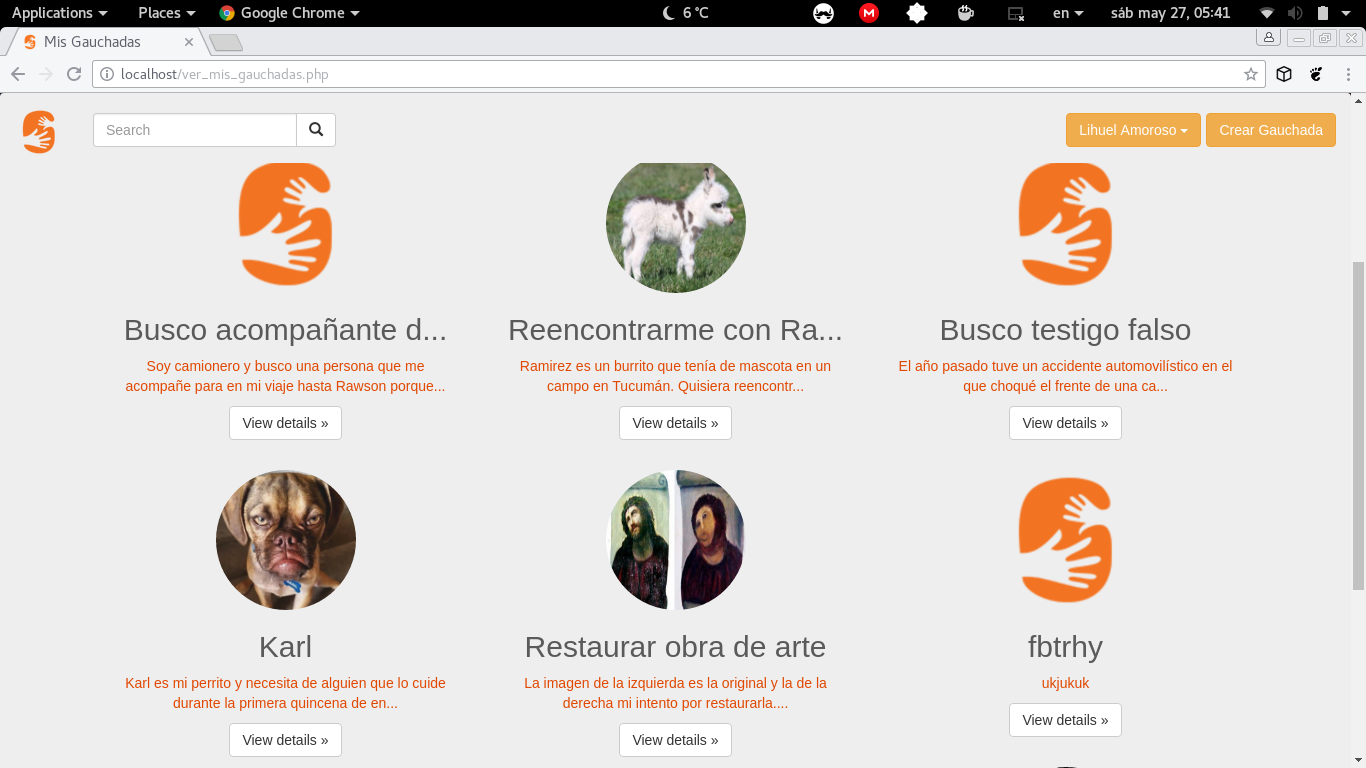 Applications
Places
Google Chrome
6 °C
en
sáb may 27, 05:41
Mis Gauchadas
localhost/ver_mis_gauchadas.php
Search
Lihuel Amoroso
Crear Gauchada
Busco acompañante d...
Soy camionero y busco una persona que me
acompañe para en mi viaje hasta Rawson porque...
View details »
Reencontrarme con Ra...
Ramirez es un burrito que tenía de mascota en un
campo en Tucumán. Quisiera reencontr...
View details »
Busco testigo falso
El año pasado tuve un accidente automovilístico en el
que choqué el frente de una ca...
View details »
Karl
Karl es mi perrito y necesita de alguien que lo cuide
durante la primera quincena de en...
View details »
Restaurar obra de arte
La imagen de la izquierda es la original y la de la
derecha mi intento por restaurarla....
View details »
fbtrhy
ukjukuk
View details »